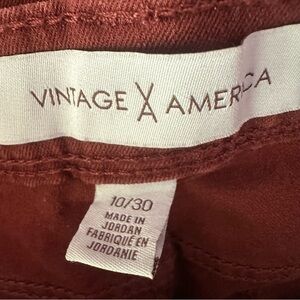 VINTAGE AMERICA
10/30
MADE IN
JORDAN
FABRIQUÉ EN
JORDANIE